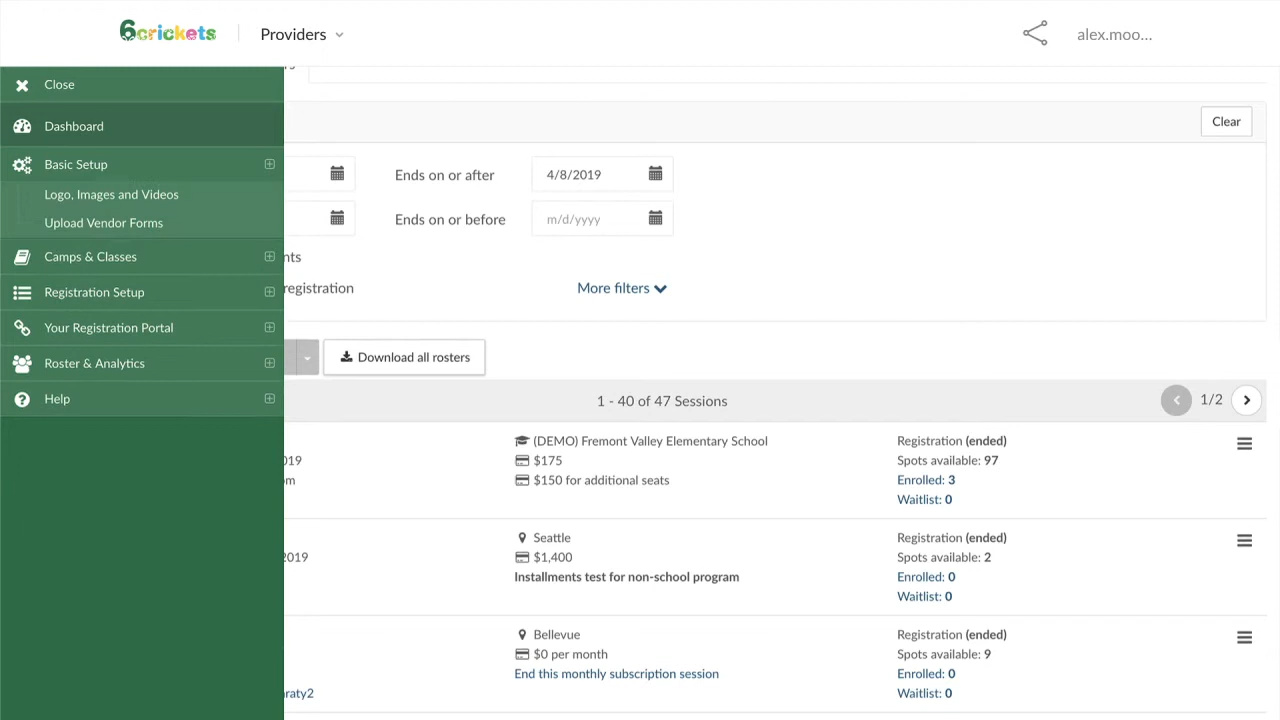 6crickets
Providers
alex.moo...
Close
Dashboard
Basic Setup
Logo, Images and Videos
Upload Vendor Forms
Camps & Classes
Registration Setup
Your Registration Portal
Roster & Analytics
Help
Clear
Ends on or after
4/8/2019
Ends on or before
m/d/yyyy
nts
registration
More filters
Download all rosters
1 - 40 of 47 Sessions
1/2
019
om
(DEMO) Fremont Valley Elementary School
$175
$150 for additional seats
Registration (ended)
Spots available: 97
Enrolled: 3
Waitlist: 0
2019
Seattle
$1,400
Installments test for non-school program
Registration (ended)
Spots available: 2
Enrolled: 0
Waitlist: 0
araty2
Bellevue
$0 per month
End this monthly subscription session
Registration (ended)
Spots available: 9
Enrolled: 0
Waitlist: 0